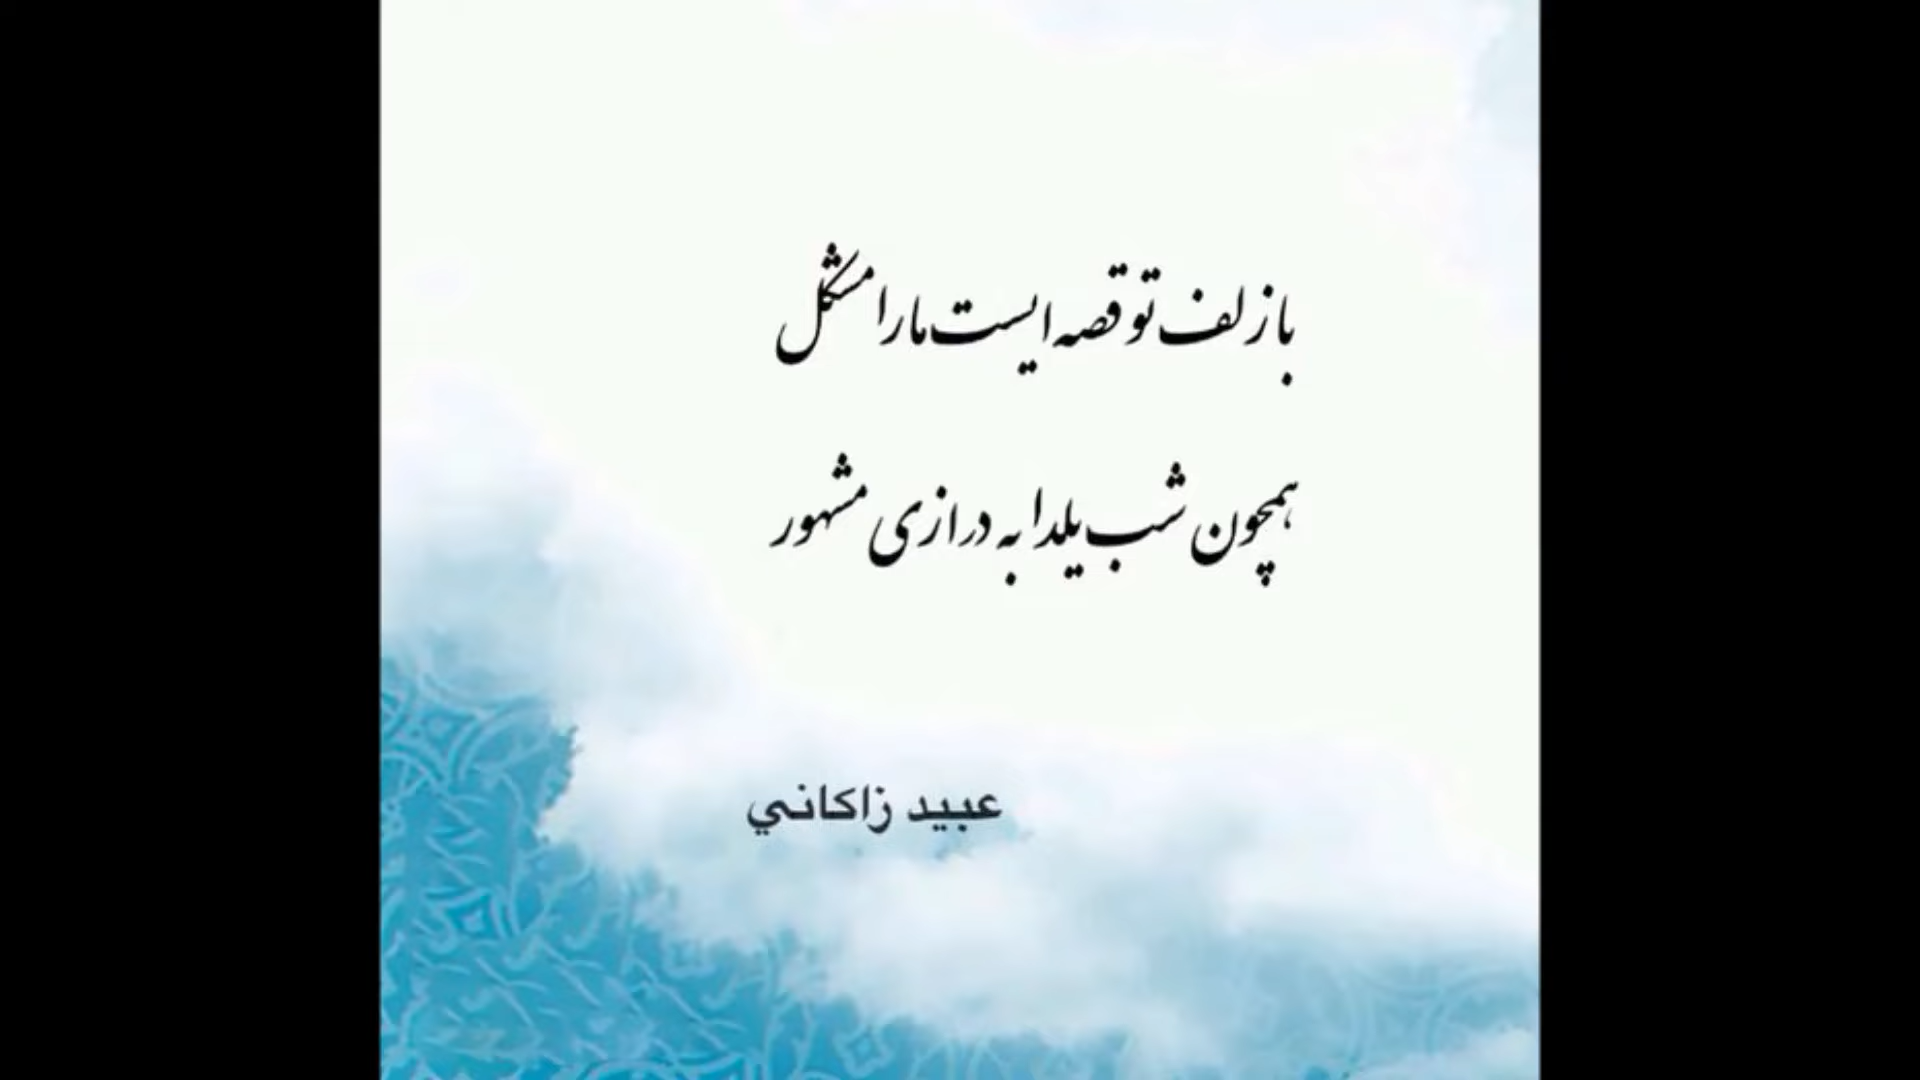 با زلف تو قصه ایست ما را مشکل
همچون شب یلدا به درازی مشهور
عبيد زاكاني